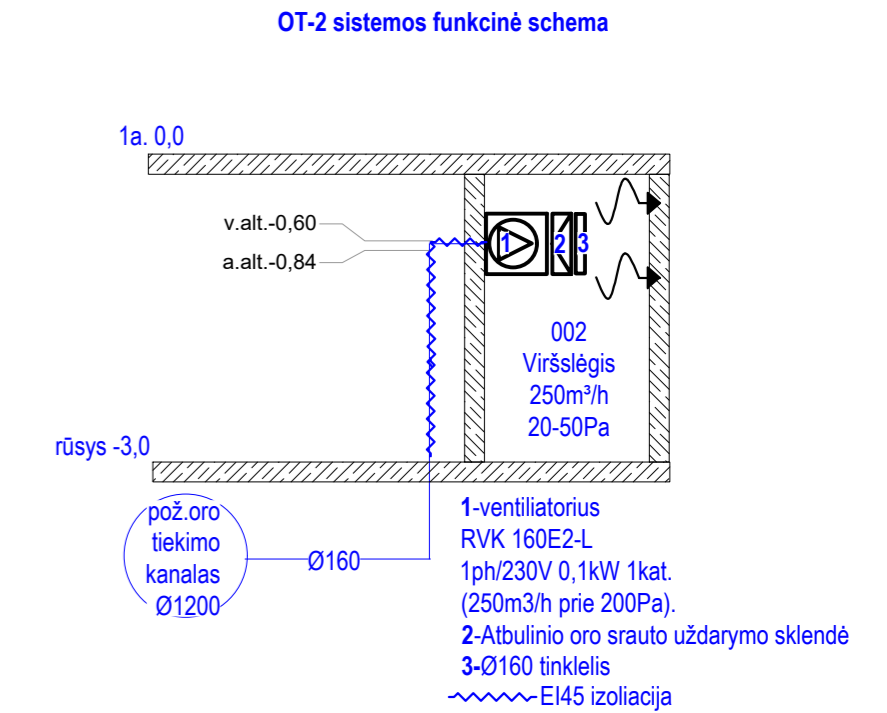 OT-2 sistemos funkcinė schema
1a. 0,0
v.alt.-0,60
a.alt.-0,84
1
2
3
002
Viršslėgis
250m³/h
20-50Pa
rūsys -3,0
pož.oro
tiekimo
kanalas
Ø1200
Ø160
1-ventiliatorius
RVK 160E2-L
1ph/230V 0,1kW 1kat.
(250m3/h prie 200Pa).
2-Atbulinio oro srauto uždarymo sklendė
3-Ø160 tinklelis
EI45 izoliacija